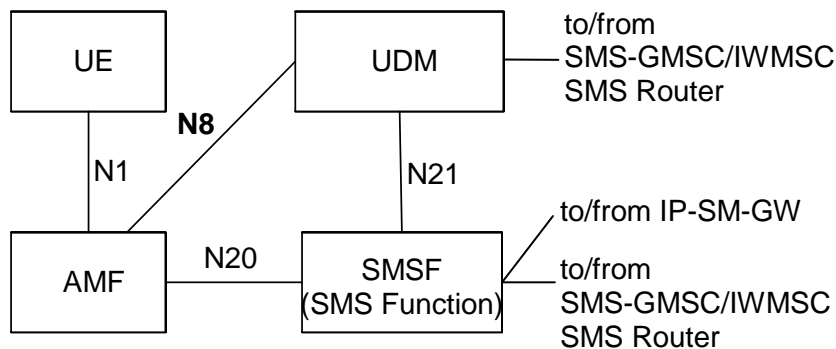 UE
UDM
to/from
SMS-GMSC/IWMSC
SMS Router
N8
N1
N21
AMF
N20
SMSF
(SMS Function)
to/from IP-SM-GW
to/from
SMS-GMSC/IWMSC
SMS Router